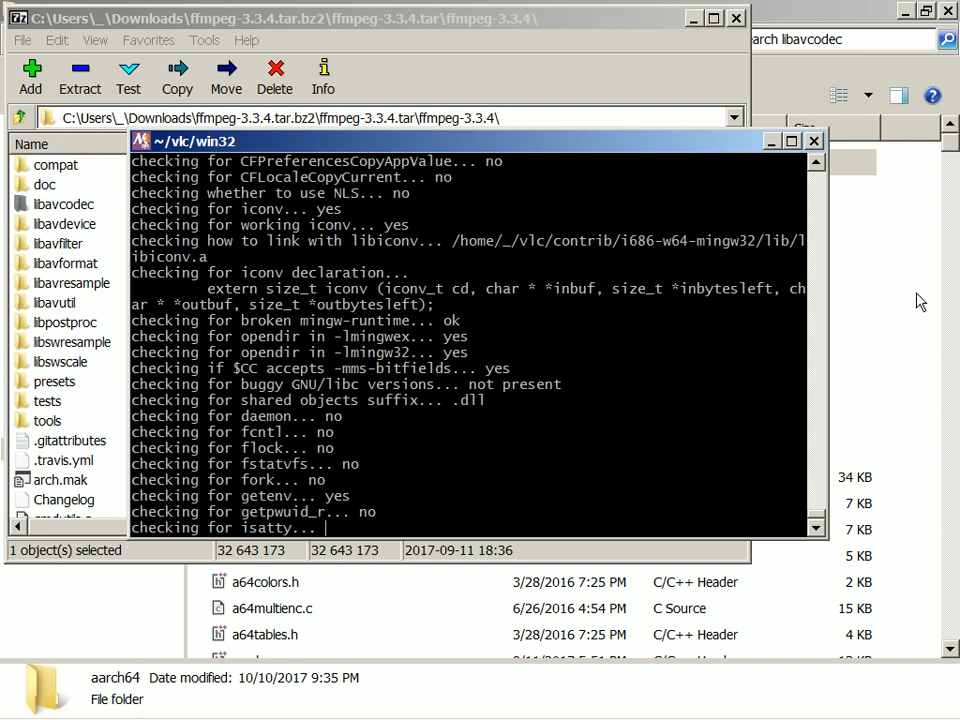 C:\Users\_\Downloads\ffmpeg-3.3.4.tar.bz2\ffmpeg-3.3.4.tar\ffmpeg-3.3.4\
File Edit View Favorites Tools Help
arch libavcodec
Add Extract Test Copy Move Delete Info
C:\Users\_\Downloads\ffmpeg-3.3.4.tar.bz2\ffmpeg-3.3.4.tar\ffmpeg-3.3.4\
Name
compat
doc
libavcodec
libavdevice
libavfilter
libavformat
libavresample
libavutil
libpostproc
libswresample
libswscale
presets
tests
tools
.gitattributes
.travis.yml
arch.mak
Changelog
~/vlc/win32
checking for CFPreferencesCopyAppValue... no
checking for CFLocaleCopyCurrent... no
checking whether to use NLS... no
checking for iconv... yes
checking for working iconv... yes
checking how to link with libiconv... /home/_/vlc/contrib/i686-w64-mingw32/lib/l
ibiconv.a
checking for iconv declaration...
extern size_t iconv (iconv_t cd, char * *inbuf, size_t *inbytesleft, ch
ar * *outbuf, size_t *outbytesleft);
checking for broken mingw-runtime... ok
checking for opendir in -lmingwex... yes
checking for opendir in -lmingw32... yes
checking if $CC accepts -mms-bitfields... yes
checking for buggy GNU/libc versions... not present
checking for shared objects suffix... .dll
checking for daemon... no
checking for fcntl... no
checking for flock... no
checking for fstatvfs... no
checking for fork... no
checking for getenv... yes
checking for getpwuid_r... no
checking for isatty...
34 KB
7 KB
7 KB
5 KB
1 object(s) selected 32 643 173 32 643 173 2017-09-11 18:36
a64colors.h 3/28/2016 7:25 PM C/C++ Header 2 KB
a64multienc.c 6/26/2016 4:54 PM C Source 15 KB
a64tables.h 3/28/2016 7:25 PM C/C++ Header 4 KB
aarch64 Date modified: 10/10/2017 9:35 PM
File folder